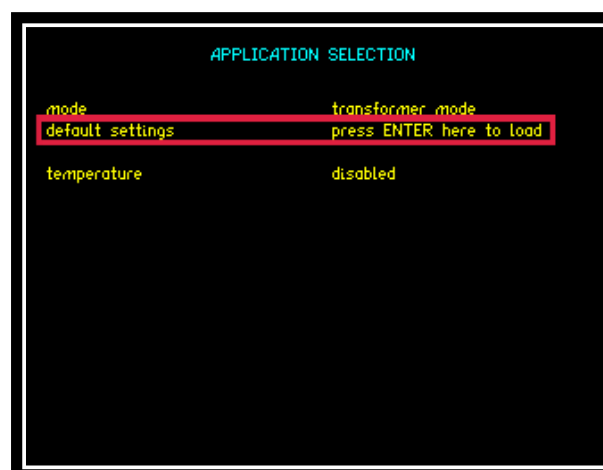 APPLICATION SELECTION
mode transformer mode
default settings press ENTER here to load
temperature disabled